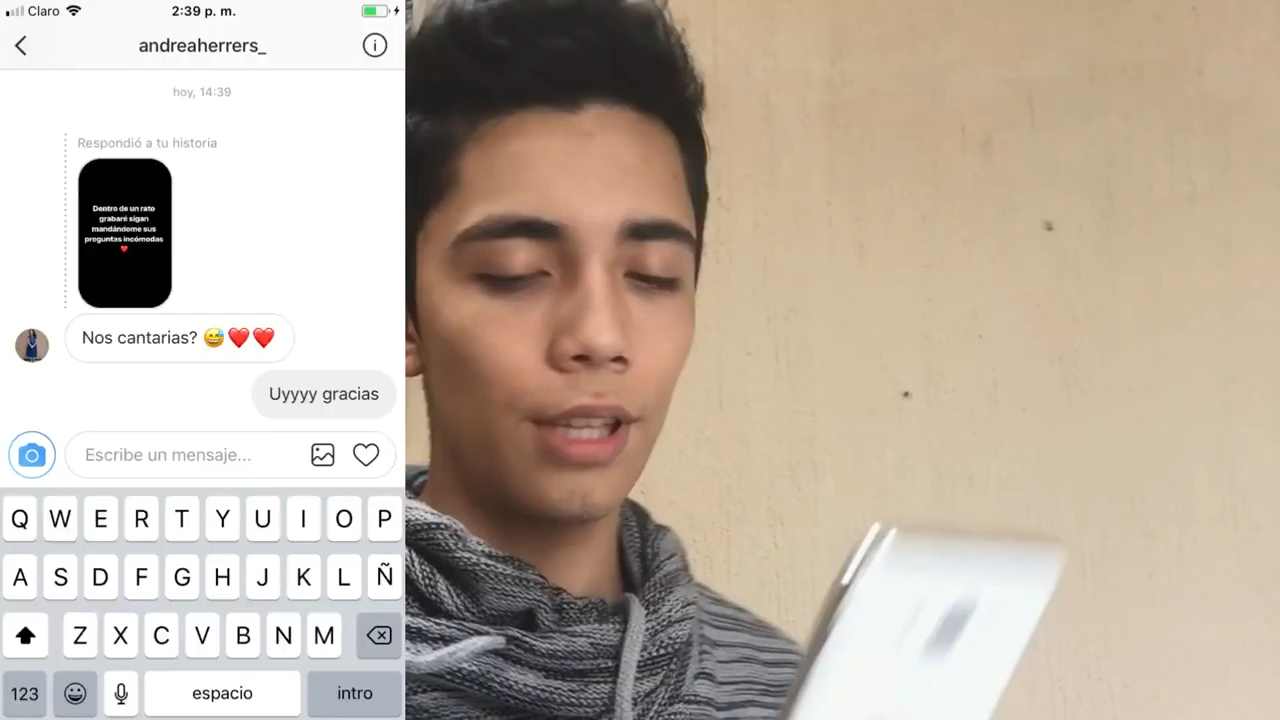 Claro 2:39 p. m.
andreaherrers_
hoy, 14:39
Respondió a tu historia
Dentro de un rato
grabaré sigan
mandándome sus
preguntas incómodas
❤️
Nos cantarias? 😅❤️❤️
Uyyyy gracias
Escribe un mensaje...
Q W E R T Y U I O P
A S D F G H J K L Ñ
Z X C V B N M
123 espacio intro